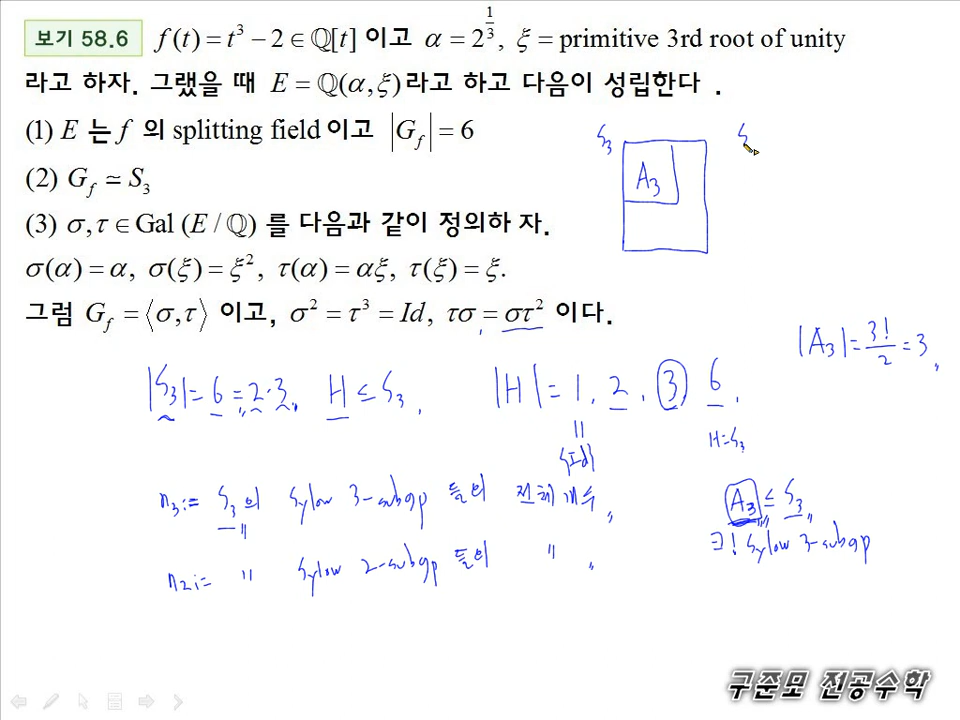 보기 58.6 f(t) = t³ − 2 ∈ ℚ[t] 이고 α = 2^(1/3), ξ = primitive 3rd root of unity
라고 하자. 그랬을 때 E = ℚ(α, ξ)라고 하고 다음이 성립한다 .
(1) E 는 f 의 splitting field 이고 |G_f| = 6
(2) G_f ≃ S₃
(3) σ, τ ∈ Gal (E / ℚ) 를 다음과 같이 정의하 자.
σ(α) = α, σ(ξ) = ξ², τ(α) = αξ, τ(ξ) = ξ.
그럼 G_f = ⟨σ, τ⟩ 이고, σ² = τ³ = Id, τσ = στ² 이다.
S₃
A₃
|A₃| = 3!/2 = 3
|S₃| = 6 = 2·3, H ≤ S₃, |H| = 1, 2, 3, 6.
{Id}
H = S₃
n₃ := S₃의 Sylow 3-subgp 들의 전체 개수
A₃ ≤ S₃
∃! Sylow 3-subgp
n₂ := " Sylow 2-subgp 들의 "
구준모 전공수학